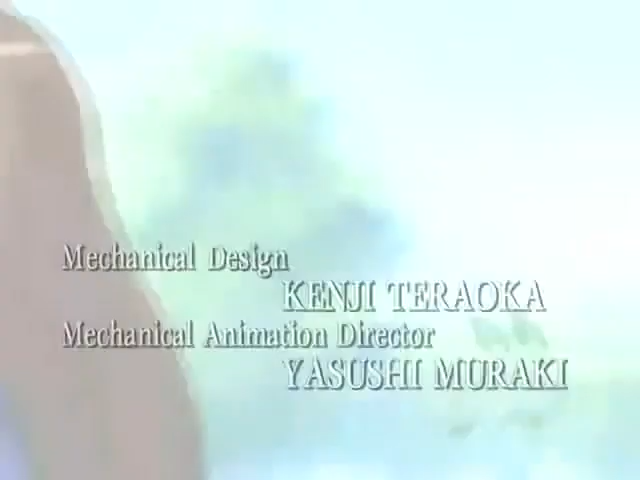 Mechanical Design
KENJI TERAOKA
Mechanical Animation Director
YASUSHI MURAKI